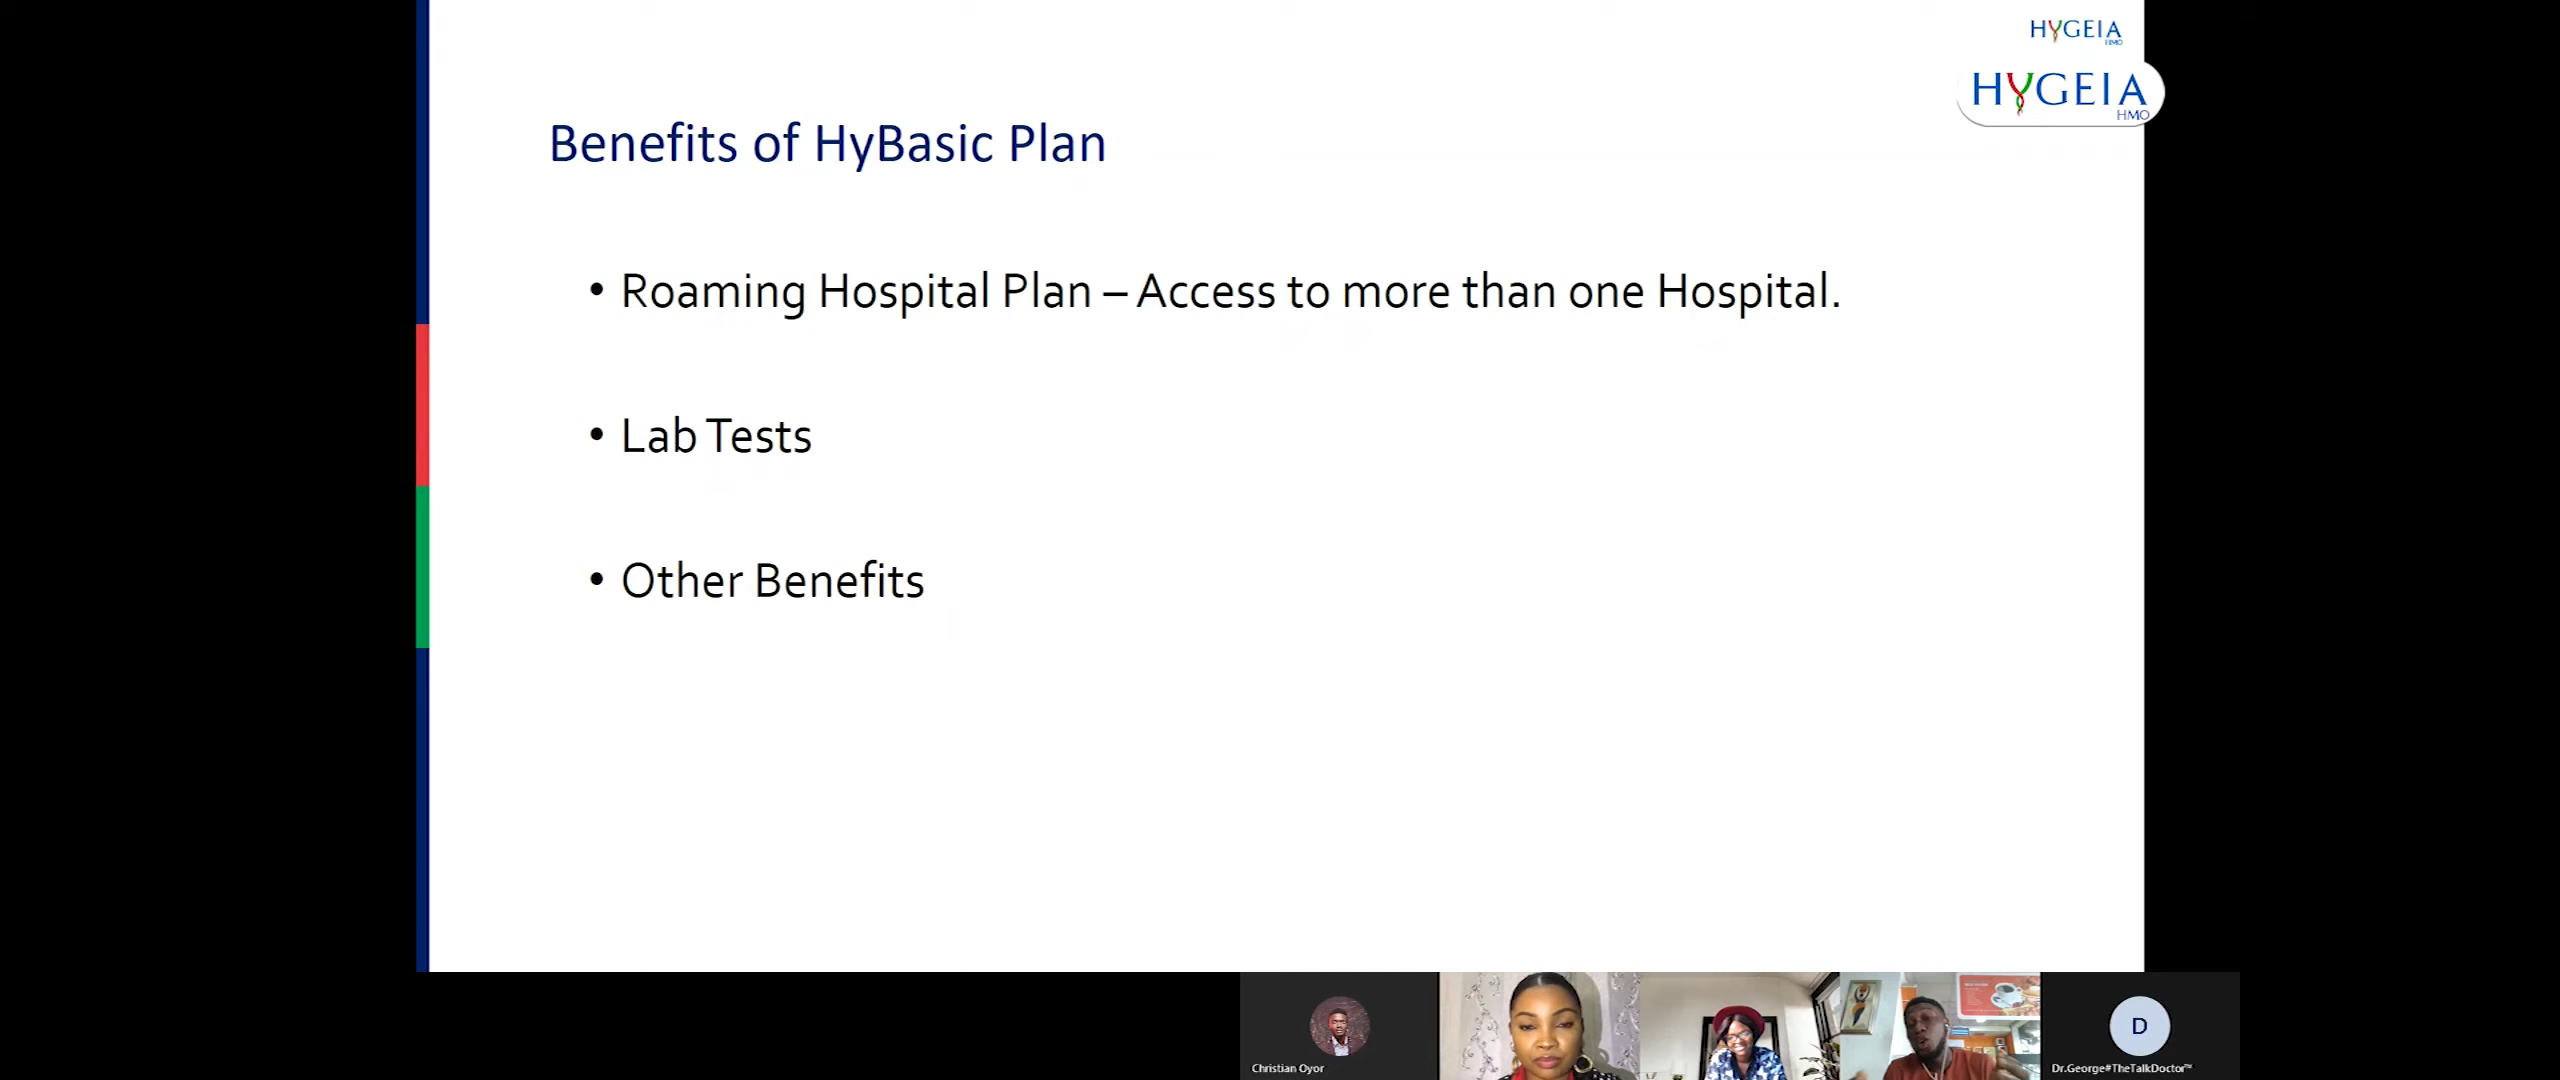 HYGEIA
HMO
HYGEIA
HMO
Benefits of HyBasic Plan
• Roaming Hospital Plan – Access to more than one Hospital.
• Lab Tests
• Other Benefits
Christian Oyor
D
Dr.George#TheTalkDoctor™